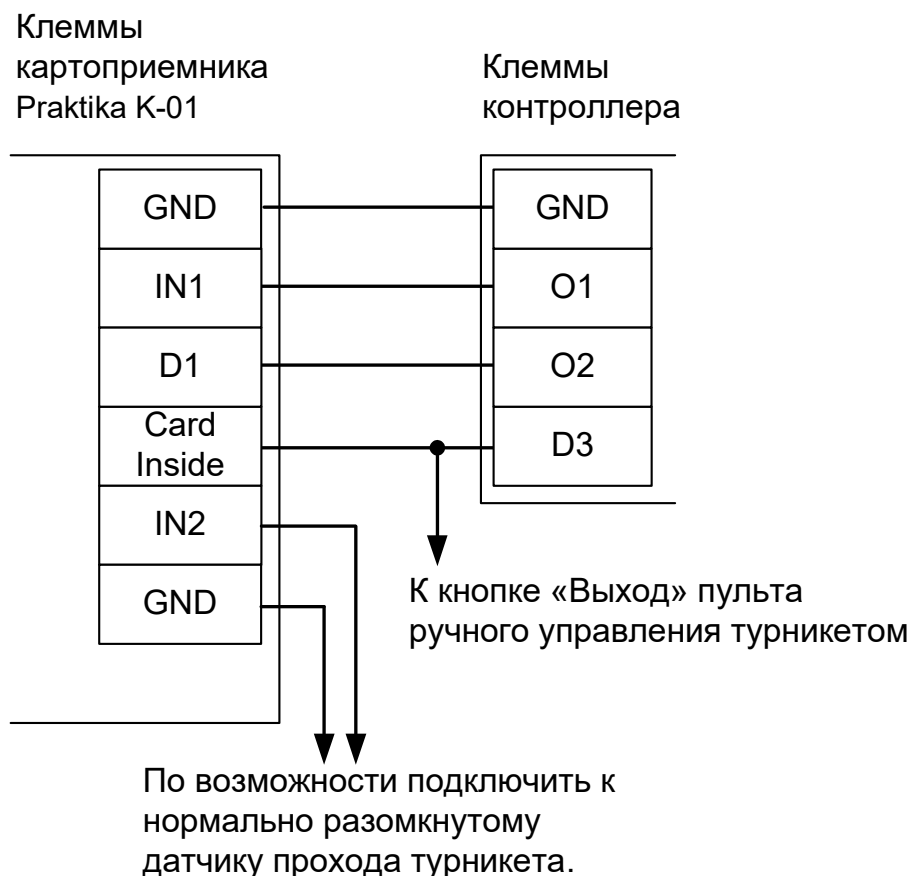 Клеммы
картоприемника
Praktika K-01
Клеммы
контроллера
GND
GND
IN1
O1
D1
O2
Card
Inside
D3
IN2
GND
К кнопке «Выход» пульта
ручного управления турникетом
По возможности подключить к
нормально разомкнутому
датчику прохода турникета.